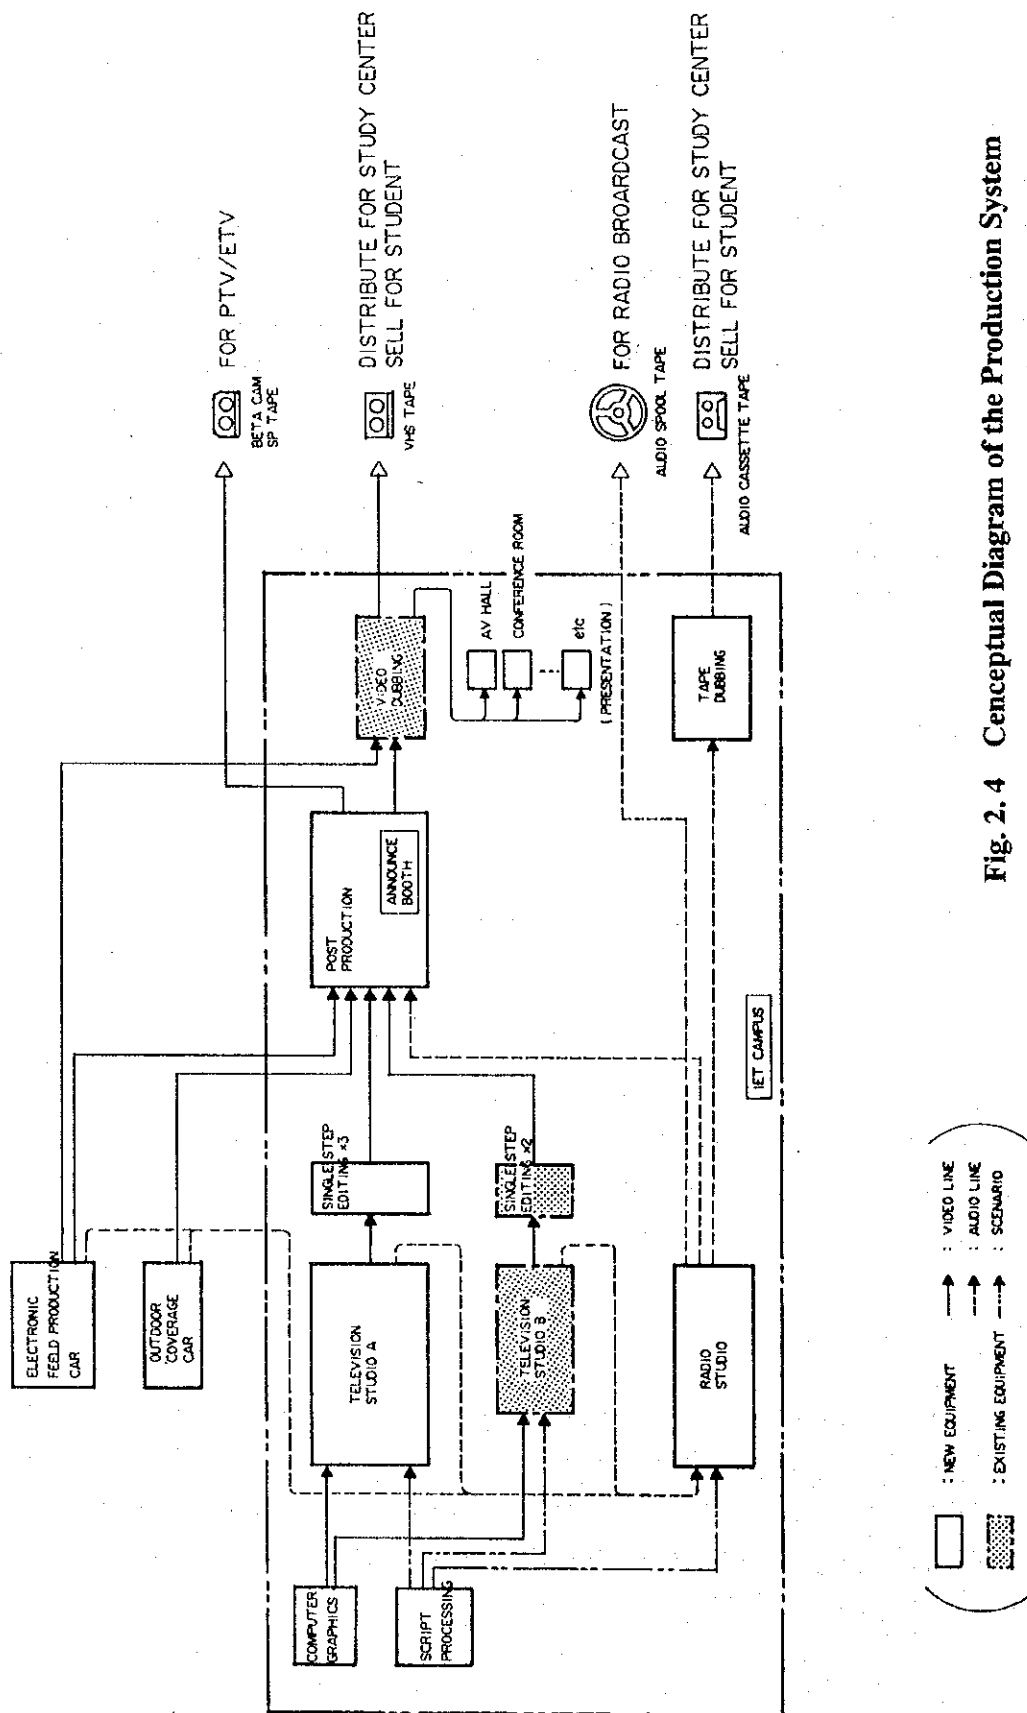 ELECTRONIC
FEELD PRODUCTION
CAR
OUTDOOR
COVERAGE
CAR
COMPUTER
GRAPHICS
SCRIPT
PROCESSING
TELEVISION
STUDIO A
TELEVISION
STUDIO B
RADIO
STUDIO
SINGLE STEP
EDITING ×3
SINGLE STEP
EDITING ×2
POST
PRODUCTION
ANNOUNCE
BOOTH
VIDEO
DUBBING
TAPE
DUBBING
AV HALL
CONFERENCE ROOM
etc
(PRESENTATION)
IET CAMPUS
BETA CAM
SP TAPE
FOR PTV/ETV
VHS TAPE
DISTRIBUTE FOR STUDY CENTER
SELL FOR STUDENT
AUDIO SPOOL TAPE
FOR RADIO BROARDCAST
AUDIO CASSETTE TAPE
DISTRIBUTE FOR STUDY CENTER
SELL FOR STUDENT
: NEW EQUIPMENT
: EXISTING EQUIPMENT
: VIDEO LINE
: AUDIO LINE
: SCENARIO
Fig. 2. 4 Cenceptual Diagram of the Production System